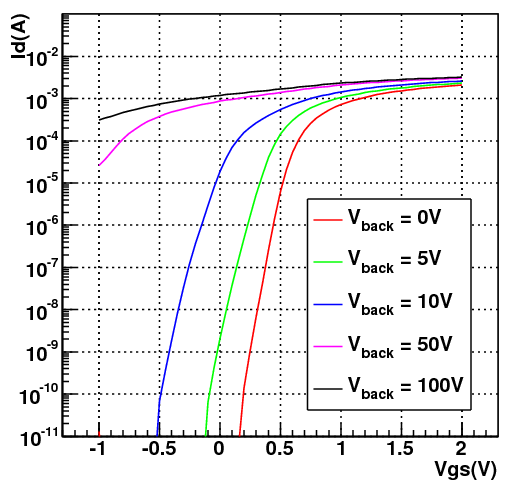 Id(A)
10^-2
10^-3
10^-4
10^-5
10^-6
10^-7
10^-8
10^-9
10^-10
10^-11
V_back = 0V
V_back = 5V
V_back = 10V
V_back = 50V
V_back = 100V
-1 -0.5 0 0.5 1 1.5 2
Vgs(V)